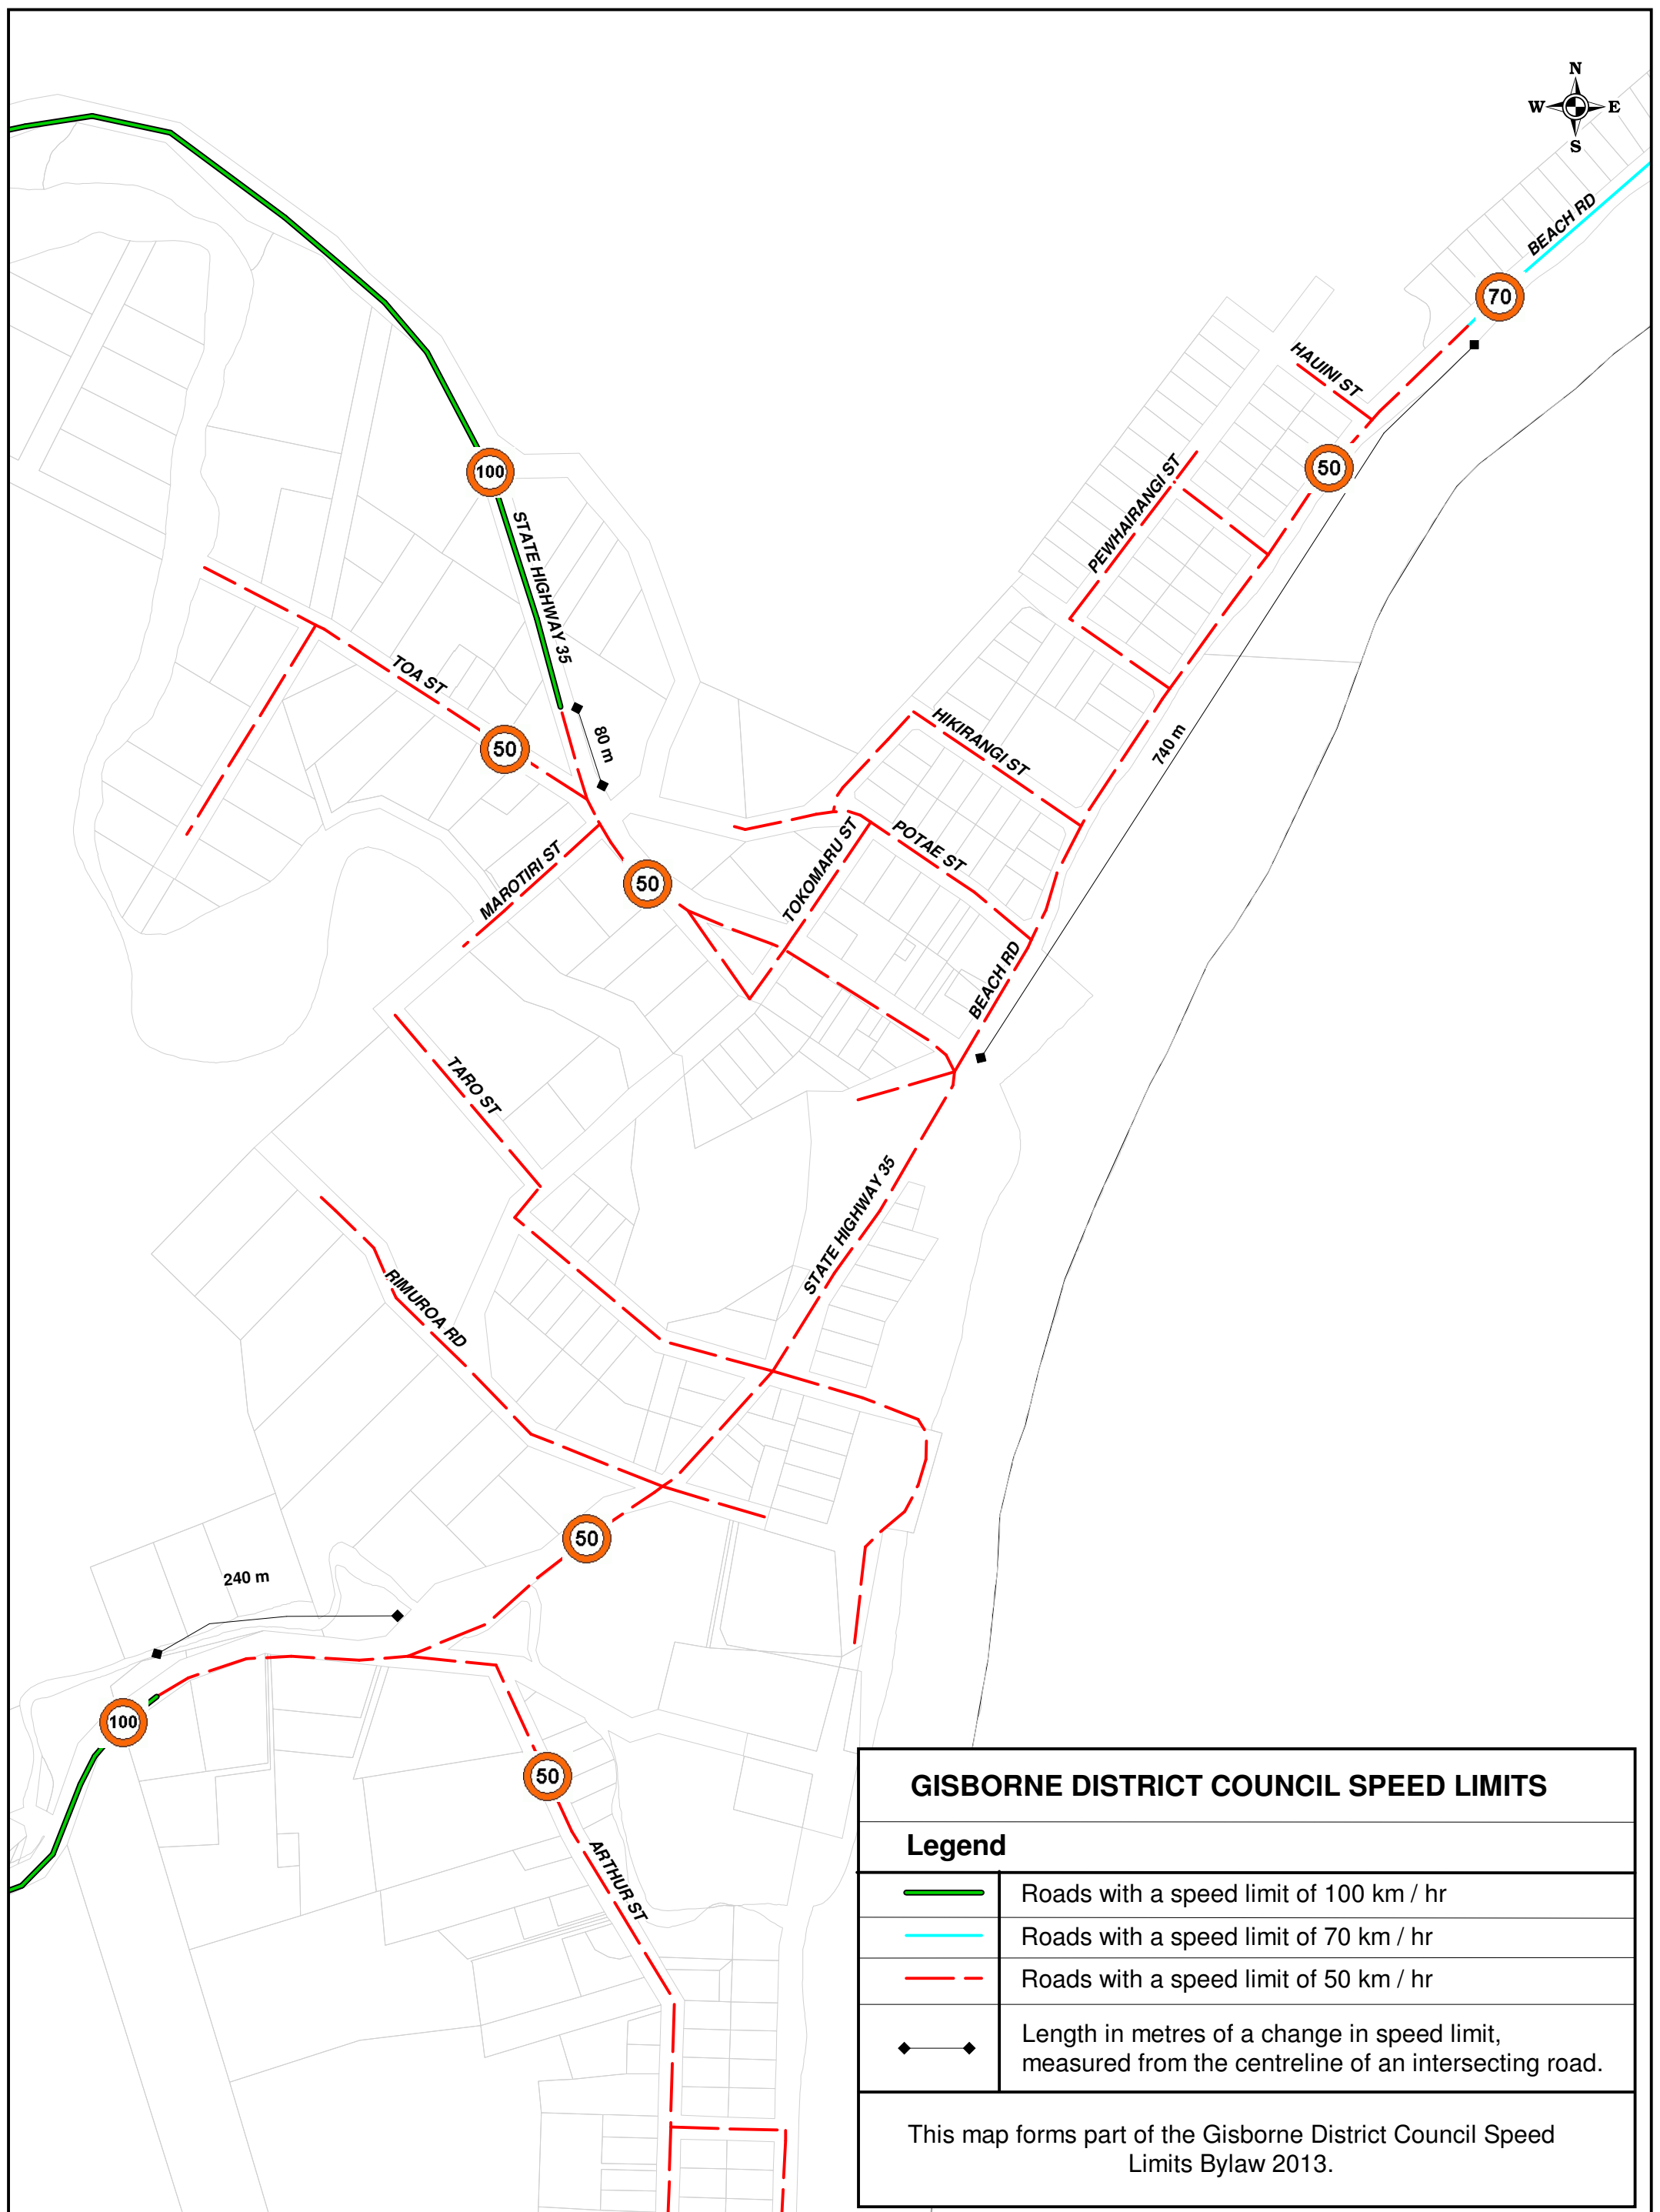 N
W E
S
BEACH RD
70
HAUINI ST
50
100
PEWHAIRANGI ST
STATE HIGHWAY 35
TOA ST
50
80 m
HIKIRANGI ST
740 m
POTAE ST
TOKOMARU ST
MAROTIRI ST
50
BEACH RD
TARO ST
STATE HIGHWAY 35
RIMUROA RD
50
240 m
100
50
ARTHUR ST
GISBORNE DISTRICT COUNCIL SPEED LIMITS
Legend
Roads with a speed limit of 100 km / hr
Roads with a speed limit of 70 km / hr
Roads with a speed limit of 50 km / hr
Length in metres of a change in speed limit,
measured from the centreline of an intersecting road.
This map forms part of the Gisborne District Council Speed
Limits Bylaw 2013.